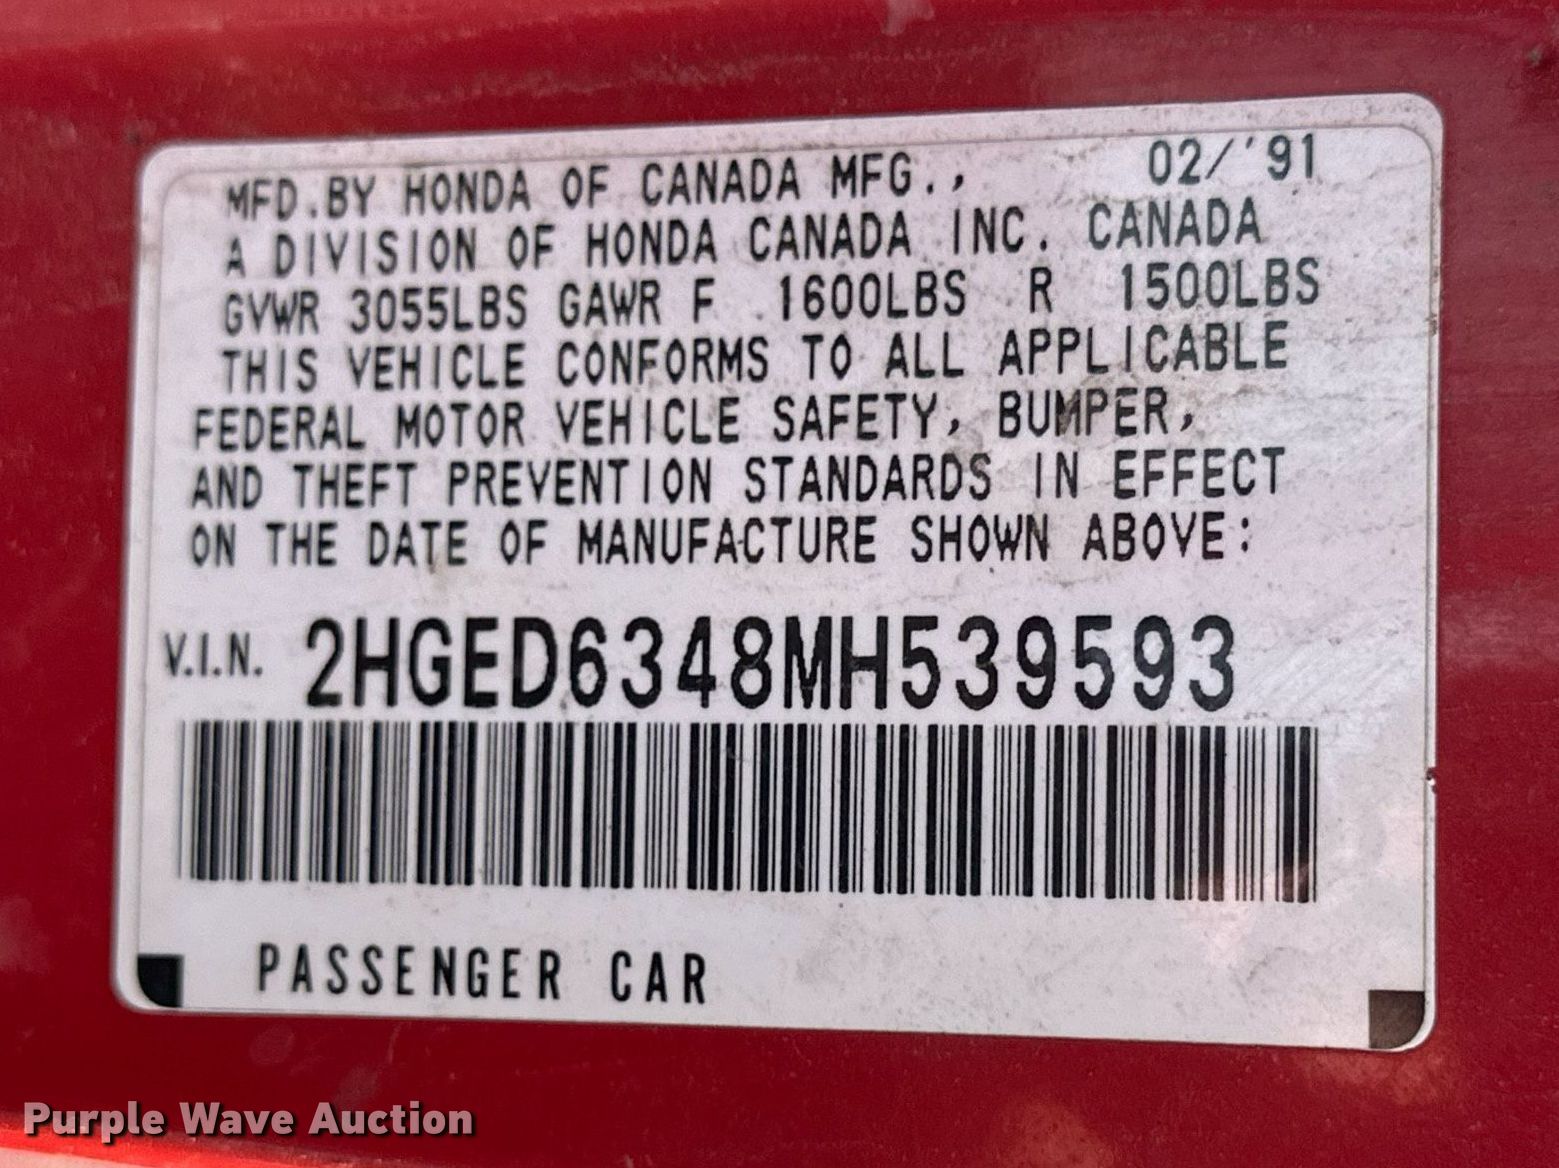 02/'91
MFD.BY HONDA OF CANADA MFG.,
A DIVISION OF HONDA CANADA INC. CANADA
GVWR 3055LBS GAWR F 1600LBS R 1500LBS
THIS VEHICLE CONFORMS TO ALL APPLICABLE
FEDERAL MOTOR VEHICLE SAFETY, BUMPER,
AND THEFT PREVENTION STANDARDS IN EFFECT
ON THE DATE OF MANUFACTURE SHOWN ABOVE:
V.I.N. 2HGED6348MH539593
PASSENGER CAR
Purple Wave Auction